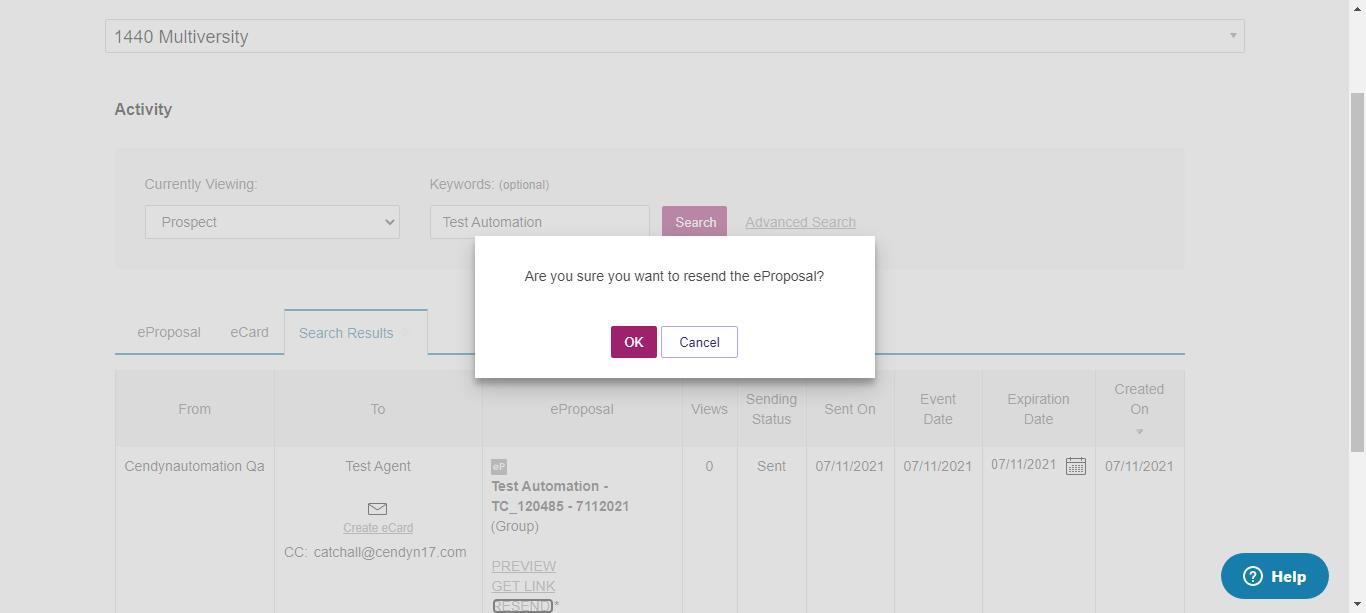 1440 Multiversity
Activity
Currently Viewing:
Keywords: (optional)
Prospect
Test Automation
Search
Advanced Search
Are you sure you want to resend the eProposal?
OK
Cancel
eProposal
eCard
Search Results
From
To
eProposal
Views
Sending
Status
Sent On
Event
Date
Expiration
Date
Created
On
Cendynautomation Qa
Test Agent
Create eCard
CC: catchall@cendyn17.com
eP
Test Automation -
TC_120485 - 7112021
(Group)
PREVIEW
GET LINK
RESEND *
0
Sent
07/11/2021
07/11/2021
07/11/2021
07/11/2021
? Help